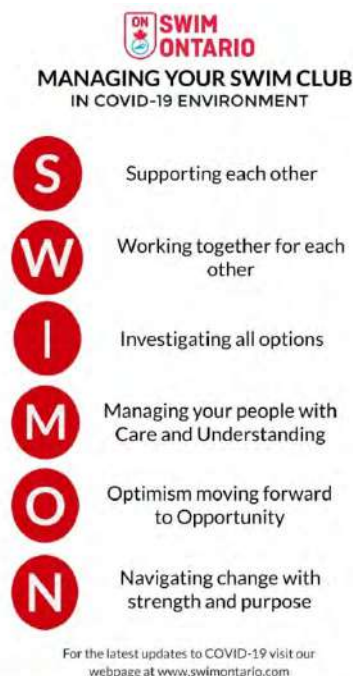 ON SWIM
ONTARIO
MANAGING YOUR SWIM CLUB
IN COVID-19 ENVIRONMENT
S Supporting each other
W Working together for each
other
I Investigating all options
M Managing your people with
Care and Understanding
O Optimism moving forward
to Opportunity
N Navigating change with
strength and purpose
For the latest updates to COVID-19 visit our
webpage at www.swimontario.com